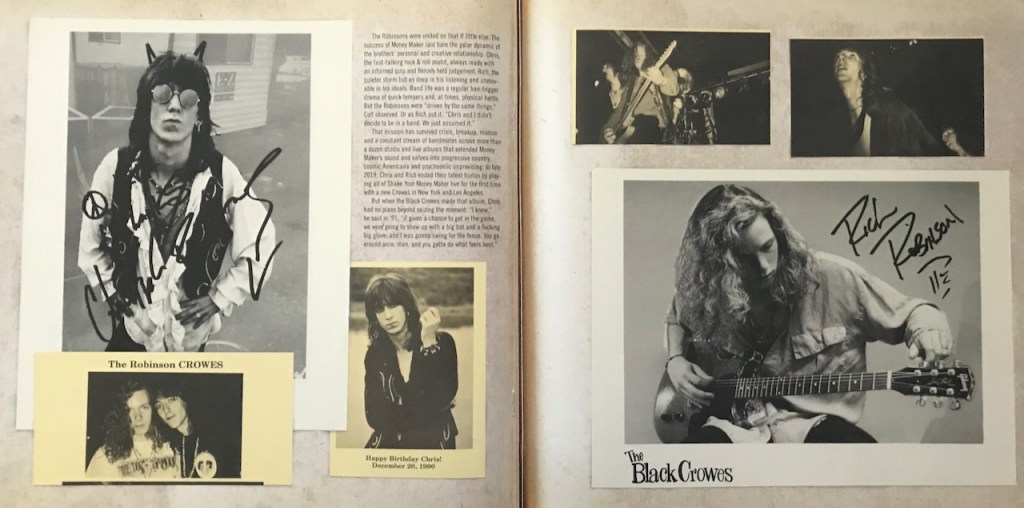 The Robinsons were united on that if little else. The
success of Money Maker laid bare the polar dynamic of
the brothers' personal and creative relationship. Chris,
the fast-talking rock & roll zealot, always ready with
an informed quip and fiercely held judgement. Rich, the
quieter storm but as deep in his listening and
in his ideals. Band life was a regular hair-trigger
drama of quick tempers and, at times, physical battle.
But the Robinsons were "driven by the same things,"
observed. Or as Rich put it, "Chris and I didn't
decide to be in a band. We just assumed it."
That mission has survived crisis, breakup, hiatus
and a constant stream of bandmates across more than
a dozen studio and live albums that extended Money
Maker's sound and values into progressive country,
cosmic Americana and psychedelic improvising. In late
2019, Chris and Rich ended their latest hiatus by play-
ing all of Shake Your Money Maker live for the first time
with a new Crowes in New York and Los Angeles.
But when the Black Crowes made that album, Chris
had no plans beyond seizing the moment. "I knew,"
he said in '91, "if given a chance to get in the game,
we were going to show up with a big bat and a fucking
big glove, and I was gonna swing for the fence. You go
around once, man, and you gotta do what feels best."
The Robinson CROWES
Happy Birthday Chris!
December 20, 1990
Rich
Robinson!
The
Black Crowes